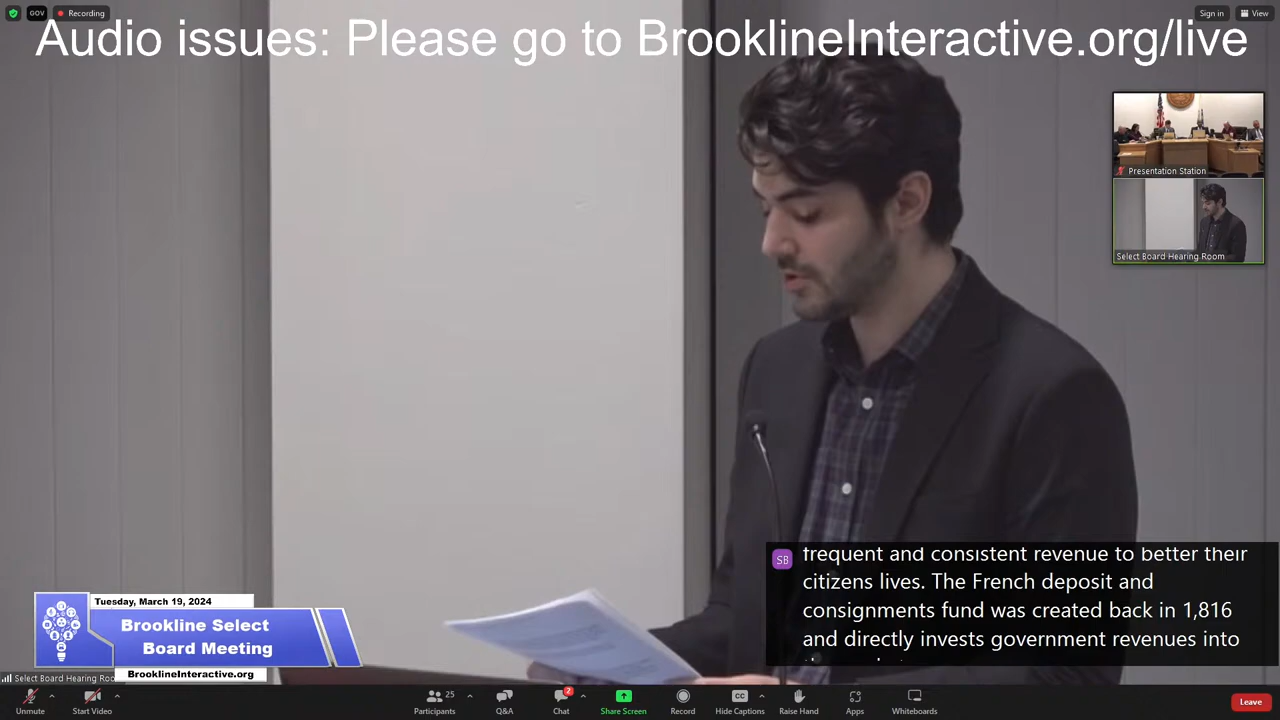 GOV
Recording
Sign in
View
Audio issues: Please go to BrooklineInteractive.org/live
Presentation Station
Select Board Hearing Room
SB
frequent and consistent revenue to better their
citizens lives. The French deposit and
consignments fund was created back in 1,816
and directly invests government revenues into
Tuesday, March 19, 2024
Brookline Select
Board Meeting
BrooklineInteractive.org
Select Board Hearing Roo
Unmute
Start Video
Participants
25
Q&A
Chat
2
Share Screen
Record
CC
Hide Captions
Raise Hand
Apps
Whiteboards
Leave